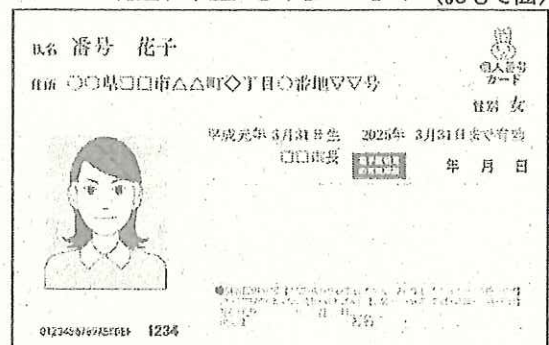 (おもて面)
氏名 番号 花子
個人番号
カード
住所 〇〇県□□市△△町◇丁目〇番地▽▽号
性別 女
平成元年 3月31日生 2025年 3月31日まで有効
□□市長
年 月 日
0123456789ABCDEF 1234